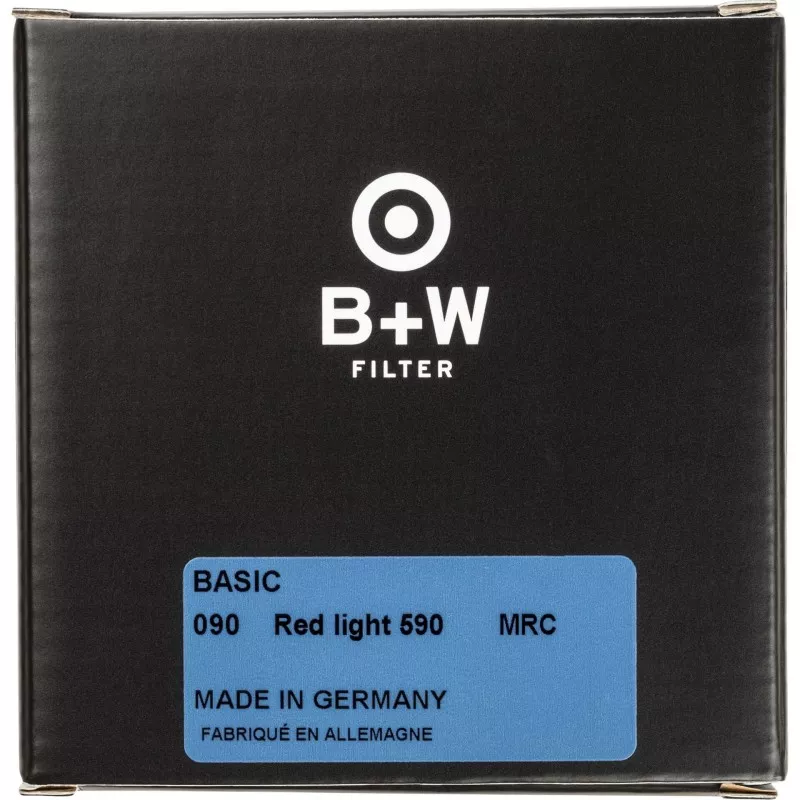 B+W
FILTER
BASIC
090 Red light 590 MRC
MADE IN GERMANY
FABRIQUÉ EN ALLEMAGNE